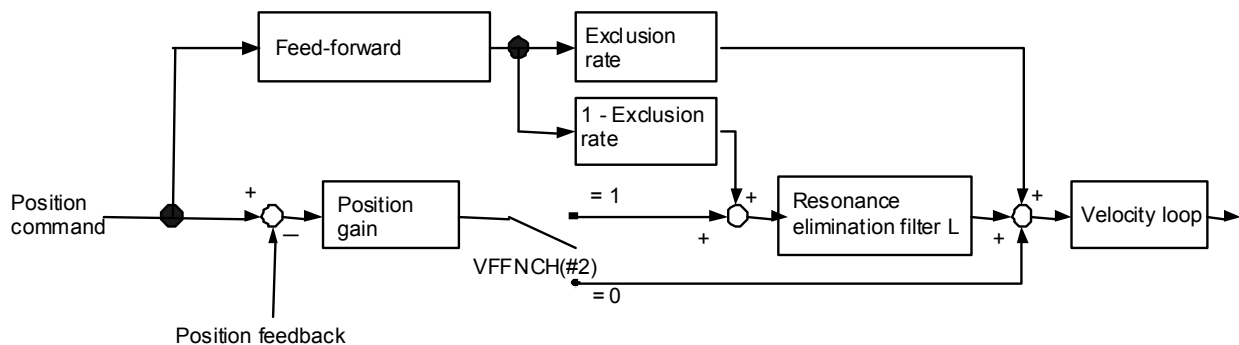 Feed-forward
Exclusion
rate
1 - Exclusion
rate
Position
command
+
–
Position
gain
= 1
VFFNCH(#2)
= 0
+
+
Resonance
elimination filter L
+
+
Velocity loop
Position feedback